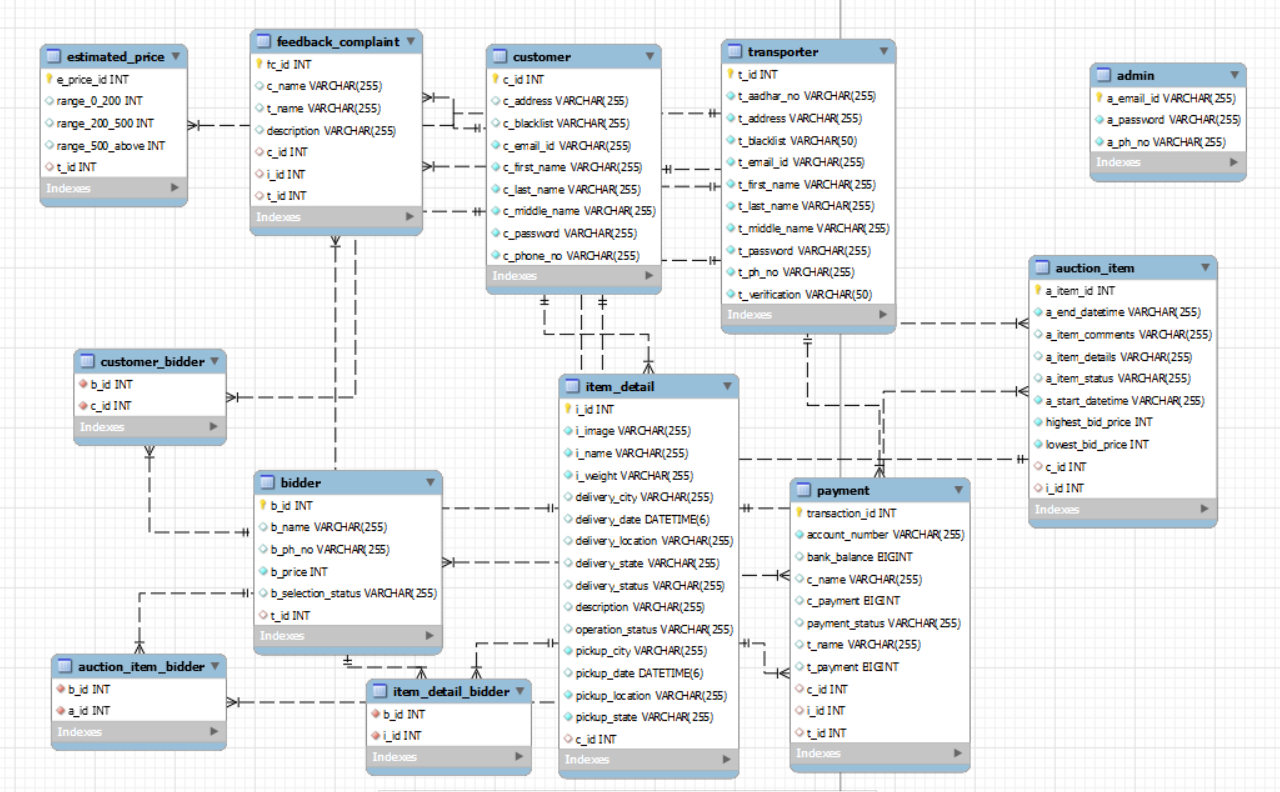 estimated_price
e_price_id INT
range_0_200 INT
range_200_500 INT
range_500_above INT
t_id INT
Indexes
feedback_complaint
fc_id INT
c_name VARCHAR(255)
t_name VARCHAR(255)
description VARCHAR(255)
c_id INT
i_id INT
t_id INT
Indexes
customer
c_id INT
c_address VARCHAR(255)
c_blacklist VARCHAR(255)
c_email_id VARCHAR(255)
c_first_name VARCHAR(255)
c_last_name VARCHAR(255)
c_middle_name VARCHAR(255)
c_password VARCHAR(255)
c_phone_no VARCHAR(255)
Indexes
transporter
t_id INT
t_aadhar_no VARCHAR(255)
t_address VARCHAR(255)
t_blacklist VARCHAR(50)
t_email_id VARCHAR(255)
t_first_name VARCHAR(255)
t_last_name VARCHAR(255)
t_middle_name VARCHAR(255)
t_password VARCHAR(255)
t_ph_no VARCHAR(255)
t_verification VARCHAR(50)
Indexes
admin
a_email_id VARCHAR(255)
a_password VARCHAR(255)
a_ph_no VARCHAR(255)
Indexes
auction_item
a_item_id INT
a_end_datetime VARCHAR(255)
a_item_comments VARCHAR(255)
a_item_details VARCHAR(255)
a_item_status VARCHAR(255)
a_start_datetime VARCHAR(255)
highest_bid_price INT
lowest_bid_price INT
c_id INT
i_id INT
Indexes
customer_bidder
b_id INT
c_id INT
Indexes
item_detail
i_id INT
i_image VARCHAR(255)
i_name VARCHAR(255)
i_weight VARCHAR(255)
delivery_city VARCHAR(255)
delivery_date DATETIME(6)
delivery_location VARCHAR(255)
delivery_state VARCHAR(255)
delivery_status VARCHAR(255)
description VARCHAR(255)
operation_status VARCHAR(255)
pickup_city VARCHAR(255)
pickup_date DATETIME(6)
pickup_location VARCHAR(255)
pickup_state VARCHAR(255)
c_id INT
Indexes
bidder
b_id INT
b_name VARCHAR(255)
b_ph_no VARCHAR(255)
b_price INT
b_selection_status VARCHAR(255)
t_id INT
Indexes
payment
transaction_id INT
account_number VARCHAR(255)
bank_balance BIGINT
c_name VARCHAR(255)
c_payment BIGINT
payment_status VARCHAR(255)
t_name VARCHAR(255)
t_payment BIGINT
c_id INT
i_id INT
t_id INT
Indexes
auction_item_bidder
b_id INT
a_id INT
Indexes
item_detail_bidder
b_id INT
i_id INT
Indexes